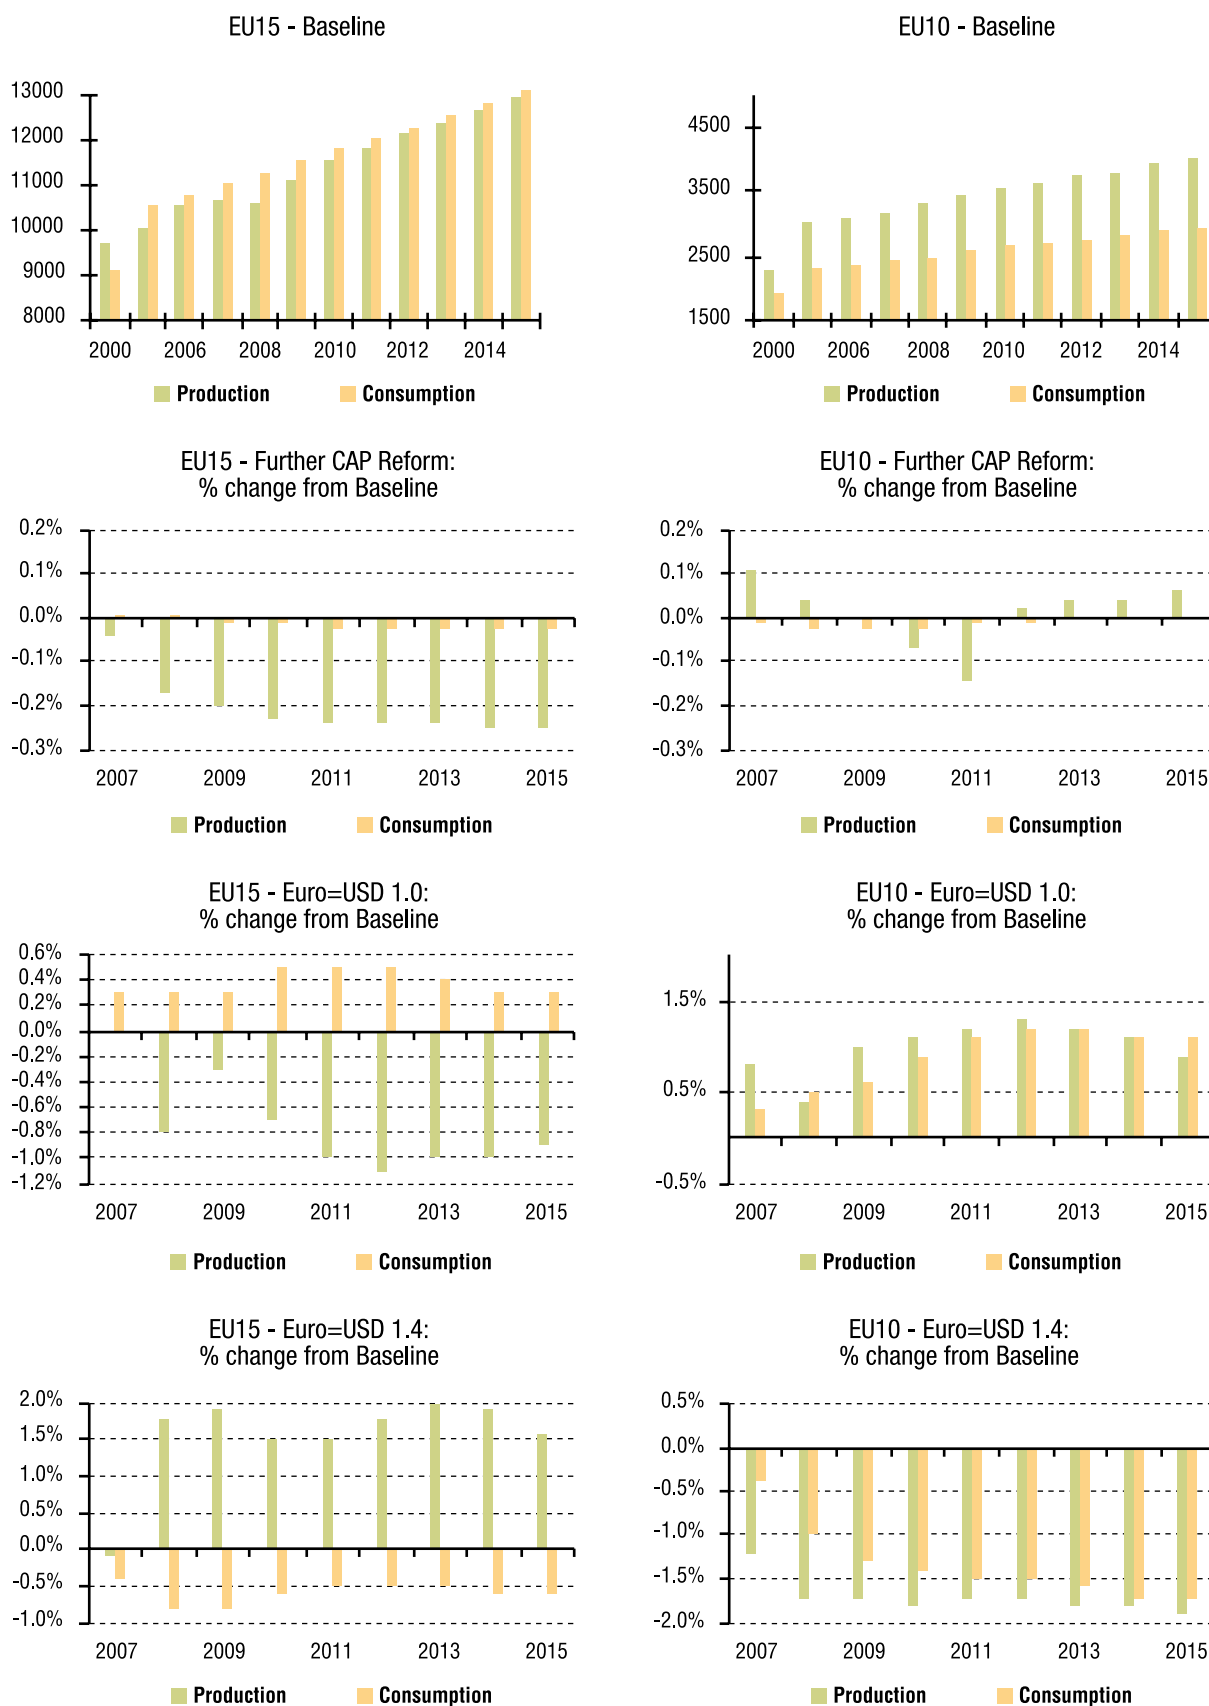 EU15 - Baseline
13000
12000
11000
10000
9000
8000
2000 2006 2008 2010 2012 2014
Production Consumption
EU10 - Baseline
4500
3500
2500
1500
2000 2006 2008 2010 2012 2014
Production Consumption
EU15 - Further CAP Reform:
% change from Baseline
0.2%
0.1%
0.0%
-0.1%
-0.2%
-0.3%
2007 2009 2011 2013 2015
Production Consumption
EU10 - Further CAP Reform:
% change from Baseline
0.2%
0.1%
0.0%
-0.1%
-0.2%
-0.3%
2007 2009 2011 2013 2015
Production Consumption
EU15 - Euro=USD 1.0:
% change from Baseline
0.6%
0.4%
0.2%
0.0%
-0.2%
-0.4%
-0.6%
-0.8%
-1.0%
-1.2%
2007 2009 2011 2013 2015
Production Consumption
EU10 - Euro=USD 1.0:
% change from Baseline
1.5%
0.5%
-0.5%
2007 2009 2011 2013 2015
Production Consumption
EU15 - Euro=USD 1.4:
% change from Baseline
2.0%
1.5%
1.0%
0.5%
0.0%
-0.5%
-1.0%
2007 2009 2011 2013 2015
Production Consumption
EU10 - Euro=USD 1.4:
% change from Baseline
0.5%
0.0%
-0.5%
-1.0%
-1.5%
-2.0%
2007 2009 2011 2013 2015
Production Consumption